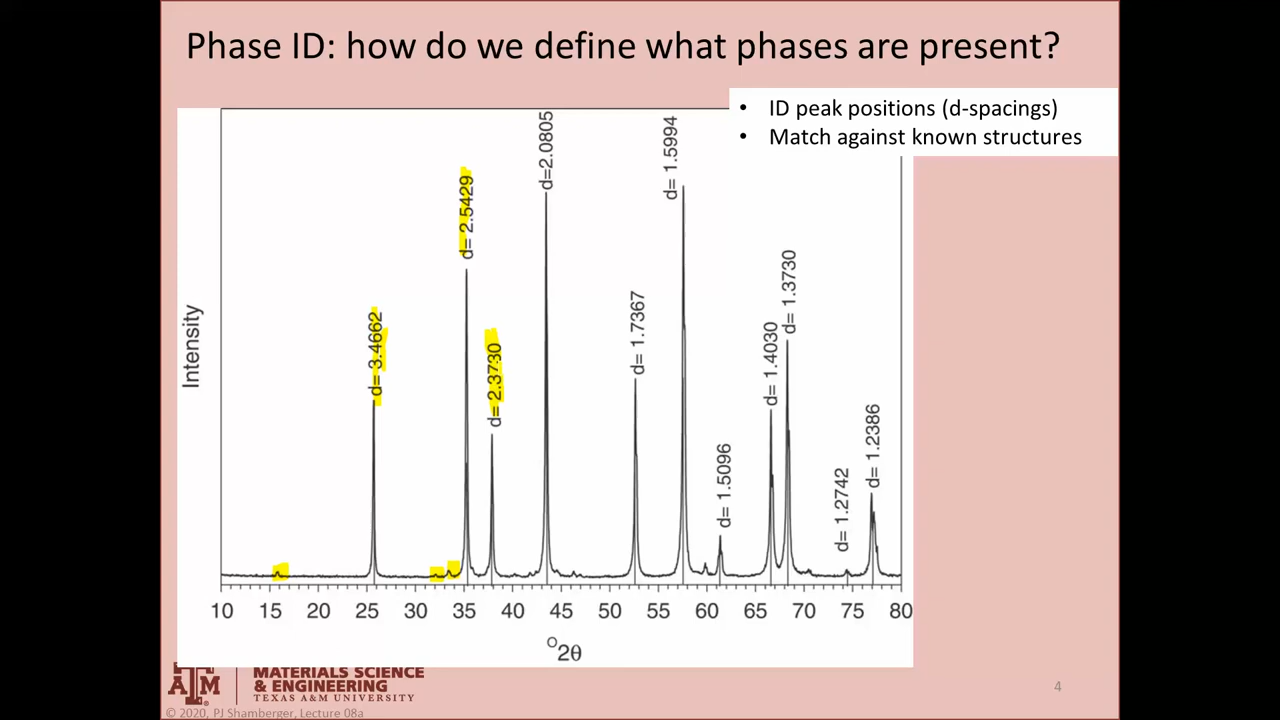 Phase ID: how do we define what phases are present?
• ID peak positions (d-spacings)
• Match against known structures
d= 3.4662
d= 2.5429
d= 2.3730
d=2.0805
d= 1.7367
d= 1.5994
d= 1.5096
d= 1.4030
d= 1.3730
d= 1.2742
d= 1.2386
Intensity
10 15 20 25 30 35 40 45 50 55 60 65 70 75 80
°2θ
ATM
MATERIALS SCIENCE
& ENGINEERING
TEXAS A&M UNIVERSITY
4
© 2020, PJ Shamberger, Lecture 08a